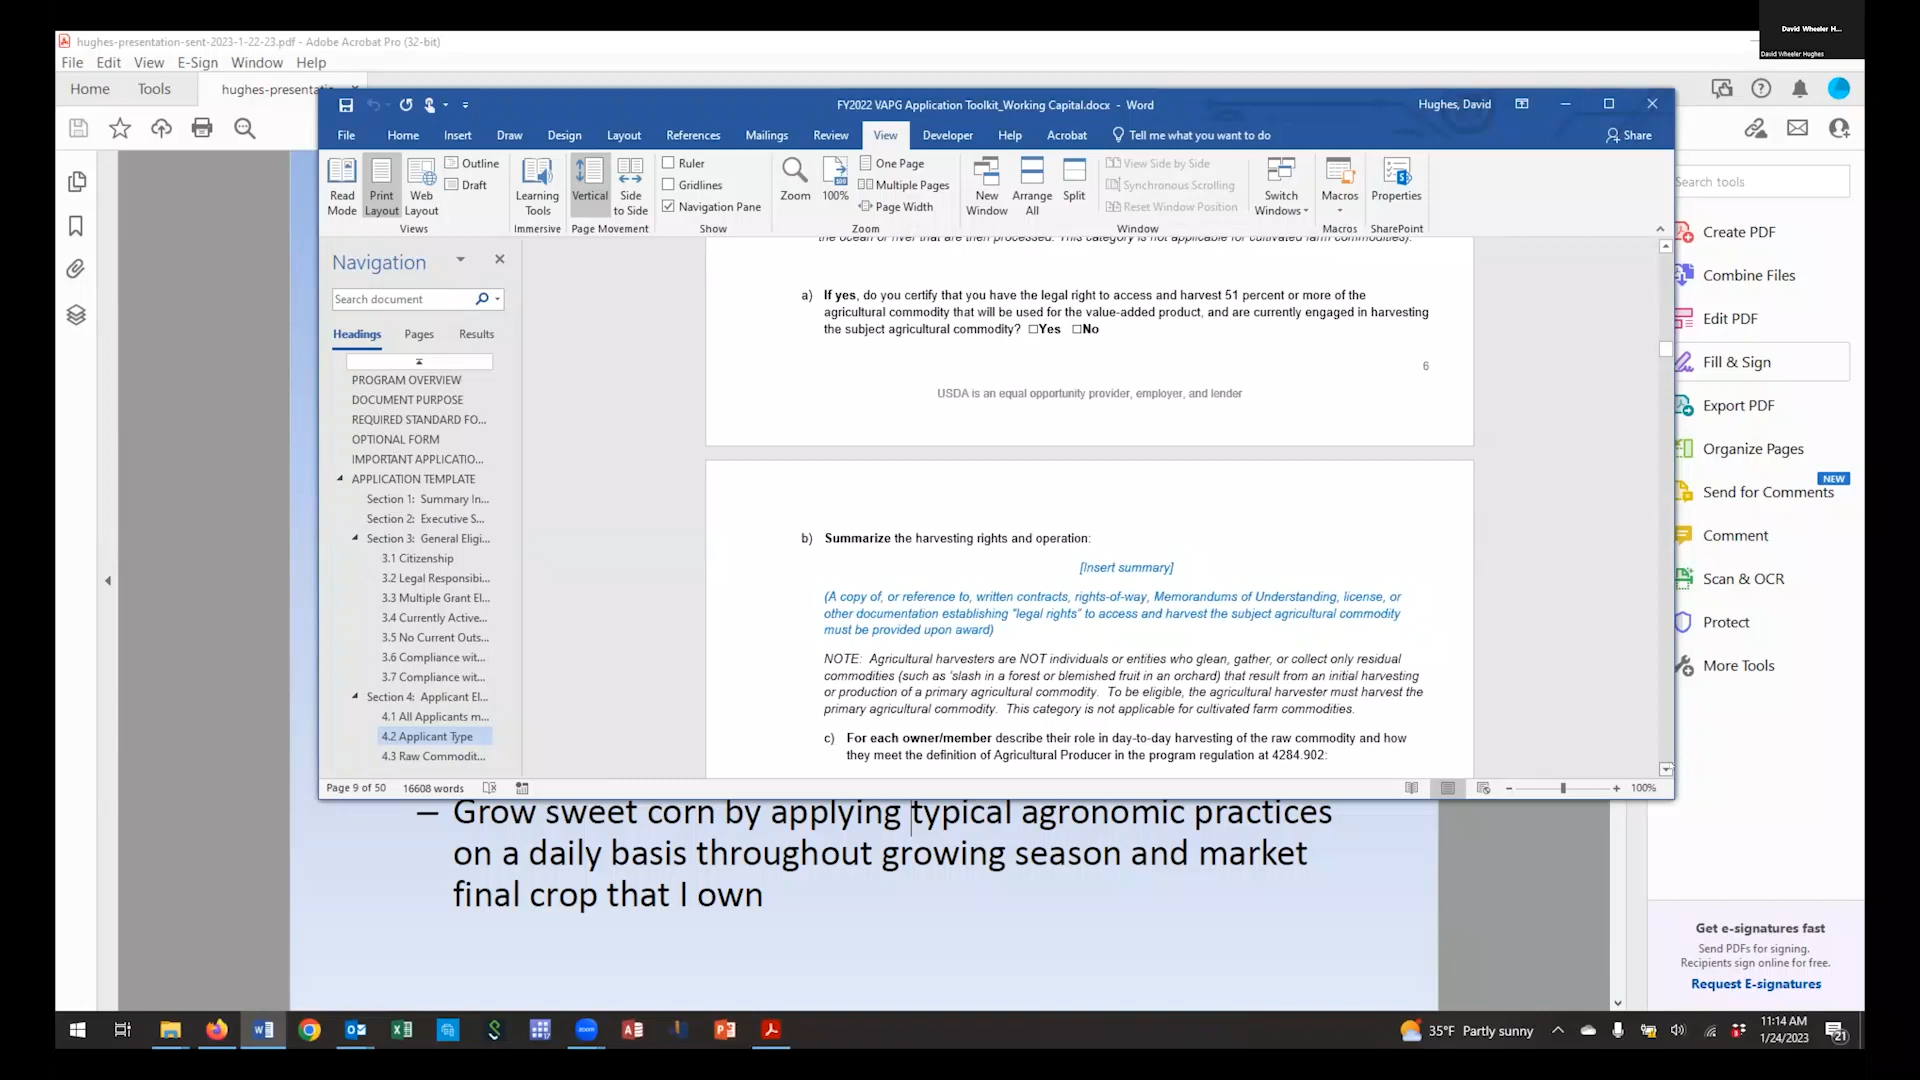 David Wheeler H...
David Wheeler Hughes
hughes-presentation-sent-2023-1-22-23.pdf - Adobe Acrobat Pro (32-bit)
File Edit View E-Sign Window Help
Home Tools hughes-presentatio
FY2022 VAPG Application Toolkit_Working Capital.docx - Word
Hughes, David
File Home Insert Draw Design Layout References Mailings Review View Developer Help Acrobat Tell me what you want to do Share
Read Mode
Print Layout
Web Layout
Outline
Draft
Views
Learning Tools
Immersive
Vertical
Side to Side
Page Movement
Ruler
Gridlines
Navigation Pane
Show
Zoom
100%
One Page
Multiple Pages
Page Width
Zoom
New Window
Arrange All
Split
View Side by Side
Synchronous Scrolling
Reset Window Position
Window
Switch Windows
Macros
Macros
Properties
SharePoint
Navigation
Search document
Headings Pages Results
PROGRAM OVERVIEW
DOCUMENT PURPOSE
REQUIRED STANDARD FO...
OPTIONAL FORM
IMPORTANT APPLICATIO...
APPLICATION TEMPLATE
Section 1: Summary In...
Section 2: Executive S...
Section 3: General Eligi...
3.1 Citizenship
3.2 Legal Responsibi...
3.3 Multiple Grant El...
3.4 Currently Active...
3.5 No Current Outs...
3.6 Compliance wit...
3.7 Compliance wit...
Section 4: Applicant El...
4.1 All Applicants m...
4.2 Applicant Type
4.3 Raw Commodit...
the ocean or river that are then processed. This category is not applicable for cultivated farm commodities).
a) If yes, do you certify that you have the legal right to access and harvest 51 percent or more of the
agricultural commodity that will be used for the value-added product, and are currently engaged in harvesting
the subject agricultural commodity? ☐Yes ☐No
6
USDA is an equal opportunity provider, employer, and lender
b) Summarize the harvesting rights and operation:
[Insert summary]
(A copy of, or reference to, written contracts, rights-of-way, Memorandums of Understanding, license, or
other documentation establishing "legal rights" to access and harvest the subject agricultural commodity
must be provided upon award)
NOTE: Agricultural harvesters are NOT individuals or entities who glean, gather, or collect only residual
commodities (such as 'slash in a forest or blemished fruit in an orchard) that result from an initial harvesting
or production of a primary agricultural commodity. To be eligible, the agricultural harvester must harvest the
primary agricultural commodity. This category is not applicable for cultivated farm commodities.
c) For each owner/member describe their role in day-to-day harvesting of the raw commodity and how
they meet the definition of Agricultural Producer in the program regulation at 4284.902:
Page 9 of 50 16608 words
100%
– Grow sweet corn by applying typical agronomic practices
on a daily basis throughout growing season and market
final crop that I own
Search tools
Create PDF
Combine Files
Edit PDF
Fill & Sign
Export PDF
Organize Pages
NEW
Send for Comments
Comment
Scan & OCR
Protect
More Tools
Get e-signatures fast
Send PDFs for signing.
Recipients sign online for free.
Request E-signatures
35°F Partly sunny
11:14 AM
1/24/2023
21